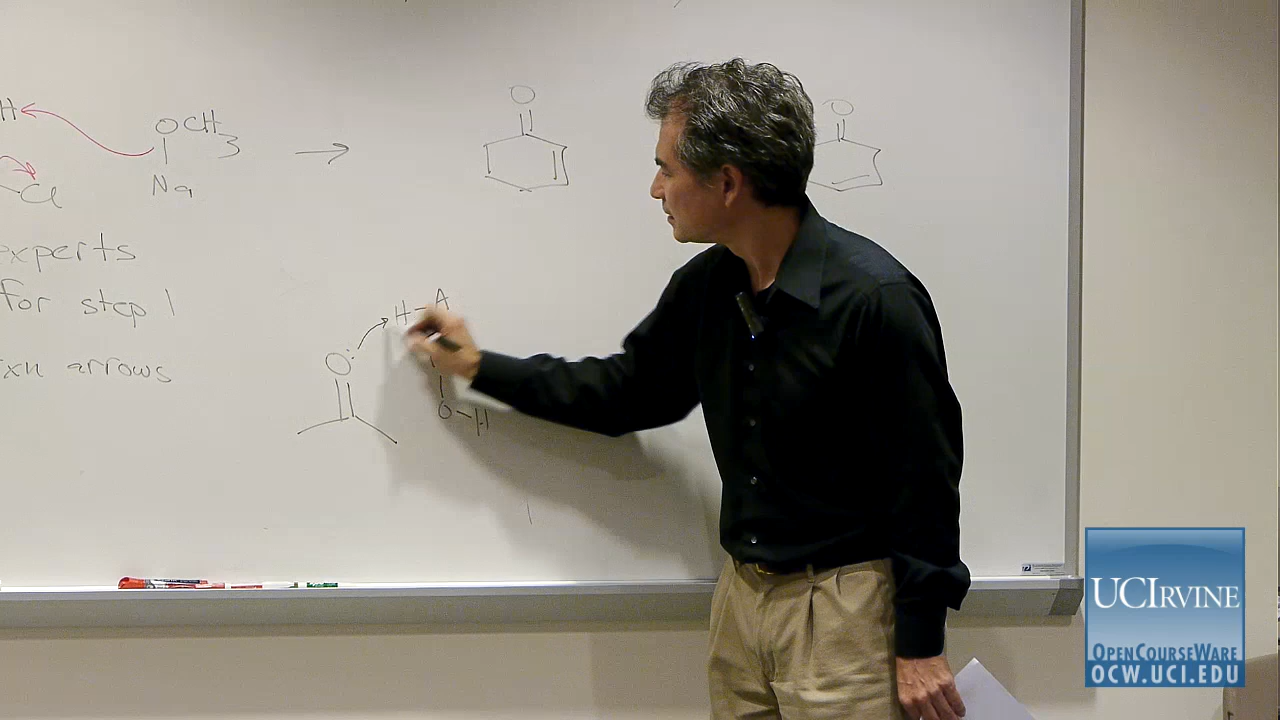 H
OCH3
Na
Cl
experts
for step 1
rxn arrows
O
O
H-A
O
O-H
UCIRVINE
OPENCOURSEWARE
OCW.UCI.EDU